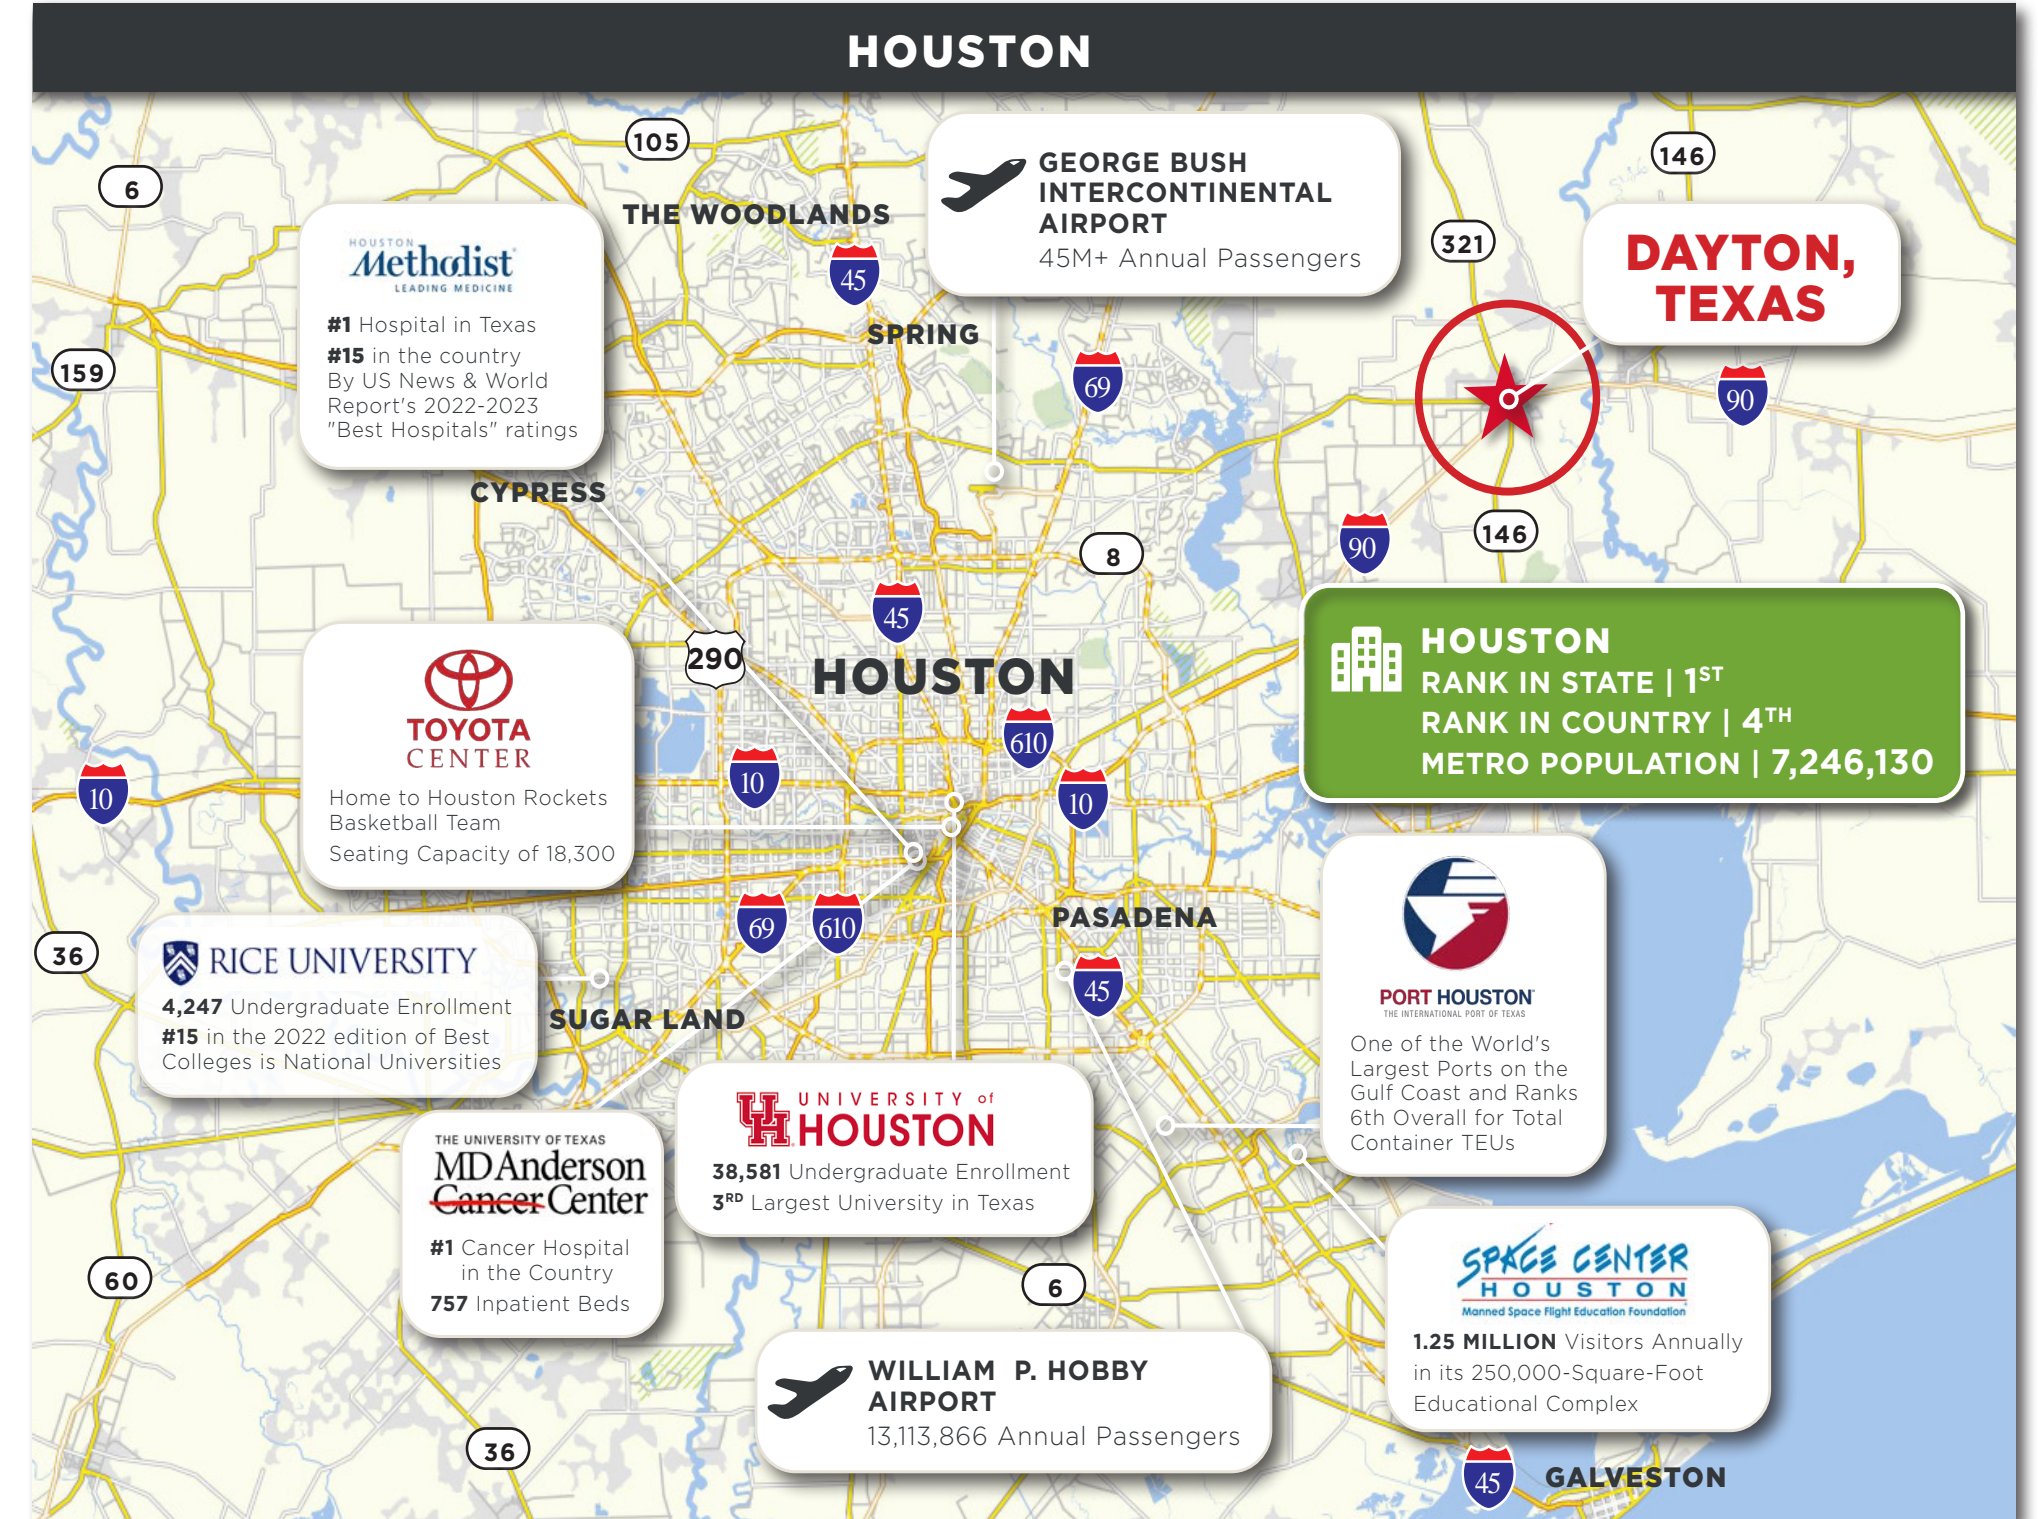 HOUSTON
105
146
6
GEORGE BUSH
INTERCONTINENTAL
AIRPORT
45M+ Annual Passengers
THE WOODLANDS
321
DAYTON,
TEXAS
HOUSTON
Methodist
LEADING MEDICINE
#1 Hospital in Texas
#15 in the country
By US News & World
Report's 2022-2023
"Best Hospitals" ratings
45
SPRING
159
69
90
CYPRESS
146
90
8
45
HOUSTON
RANK IN STATE | 1ST
RANK IN COUNTRY | 4TH
METRO POPULATION | 7,246,130
290
HOUSTON
TOYOTA
CENTER
Home to Houston Rockets
Basketball Team
Seating Capacity of 18,300
610
10
10
10
69
610
PASADENA
36
RICE UNIVERSITY
4,247 Undergraduate Enrollment
#15 in the 2022 edition of Best
Colleges is National Universities
45
PORT HOUSTON
THE INTERNATIONAL PORT OF TEXAS
One of the World's
Largest Ports on the
Gulf Coast and Ranks
6th Overall for Total
Container TEUs
SUGAR LAND
UNIVERSITY of
HOUSTON
38,581 Undergraduate Enrollment
3RD Largest University in Texas
THE UNIVERSITY OF TEXAS
MD Anderson
Cancer Center
#1 Cancer Hospital
in the Country
757 Inpatient Beds
60
6
SPACE CENTER
HOUSTON
Manned Space Flight Education Foundation
1.25 MILLION Visitors Annually
in its 250,000-Square-Foot
Educational Complex
WILLIAM P. HOBBY
AIRPORT
13,113,866 Annual Passengers
36
45
GALVESTON